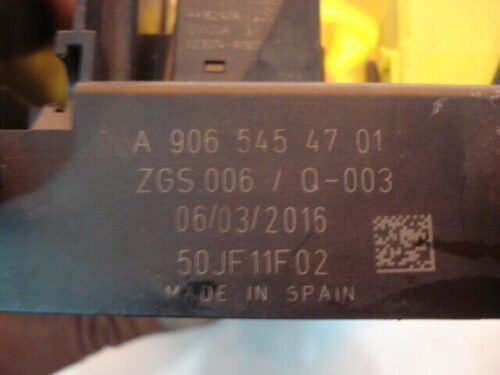 A 906 545 47 01
ZGS 006 / Q-003
06/03/2016
50JF11F02
MADE IN SPAIN